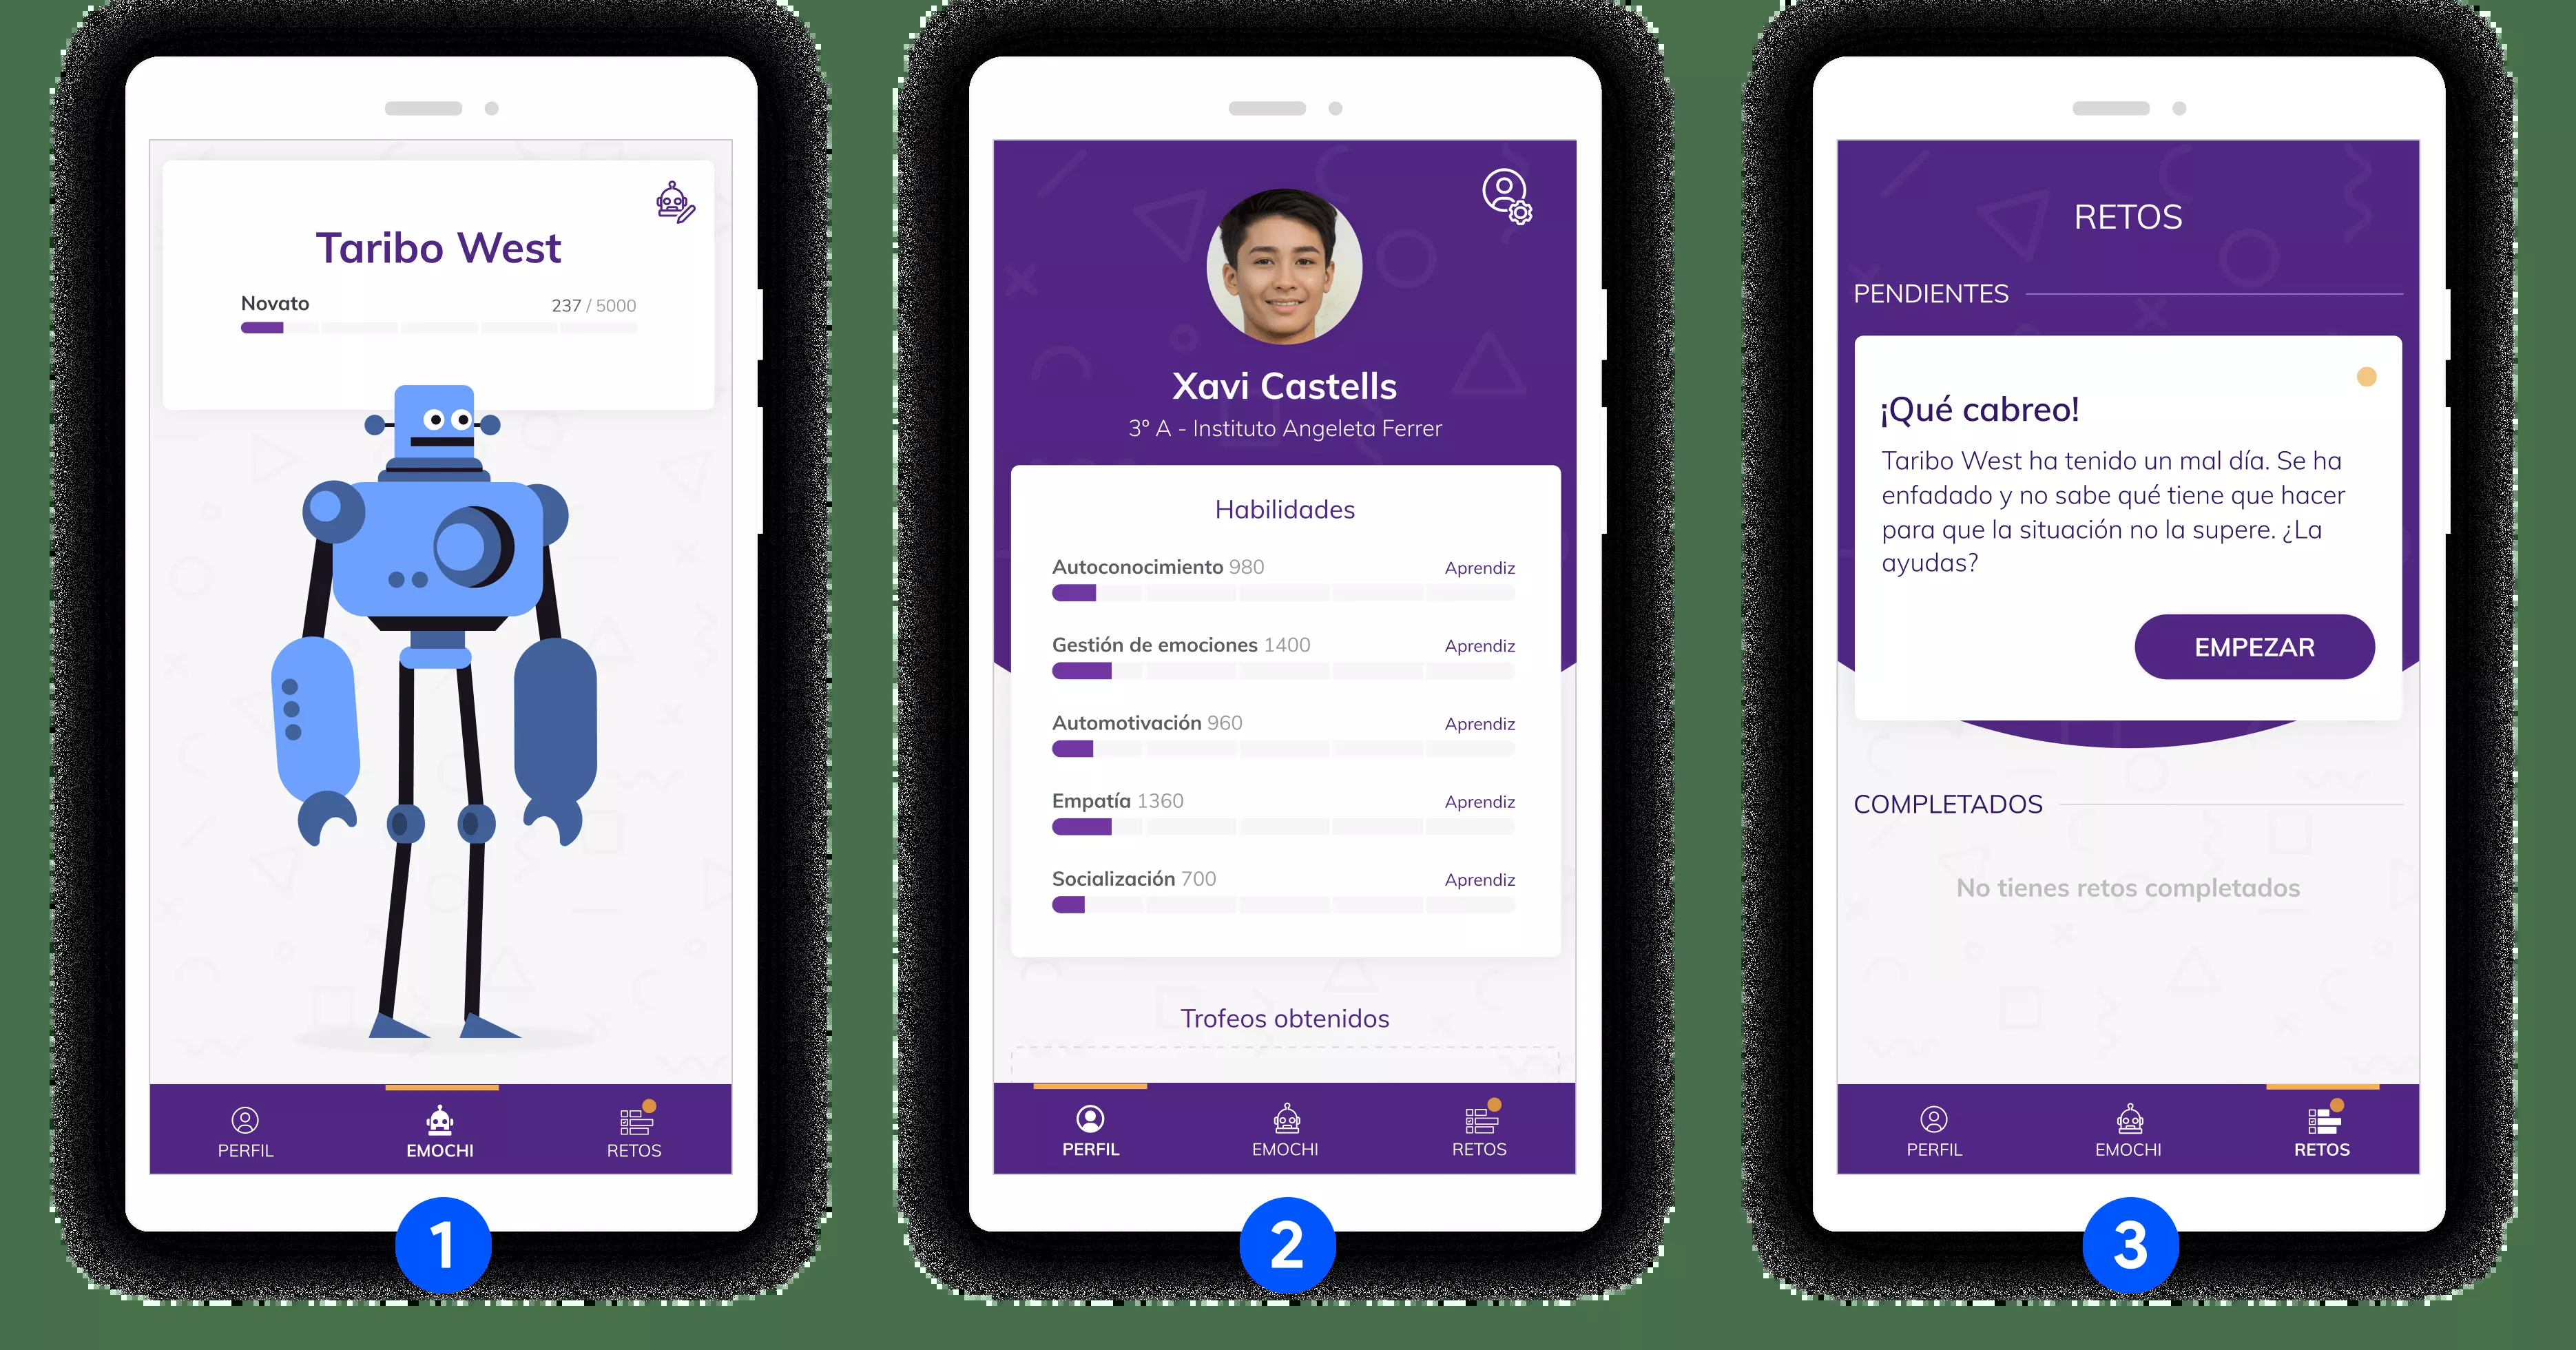 Taribo West
Novato 237 / 5000
PERFIL EMOCHI RETOS
1
Xavi Castells
3º A - Instituto Angeleta Ferrer
Habilidades
Autoconocimiento 980 Aprendiz
Gestión de emociones 1400 Aprendiz
Automotivación 960 Aprendiz
Empatía 1360 Aprendiz
Socialización 700 Aprendiz
Trofeos obtenidos
PERFIL EMOCHI RETOS
2
RETOS
PENDIENTES
¡Qué cabreo!
Taribo West ha tenido un mal día. Se ha
enfadado y no sabe qué tiene que hacer
para que la situación no la supere. ¿La
ayudas?
EMPEZAR
COMPLETADOS
No tienes retos completados
PERFIL EMOCHI RETOS
3